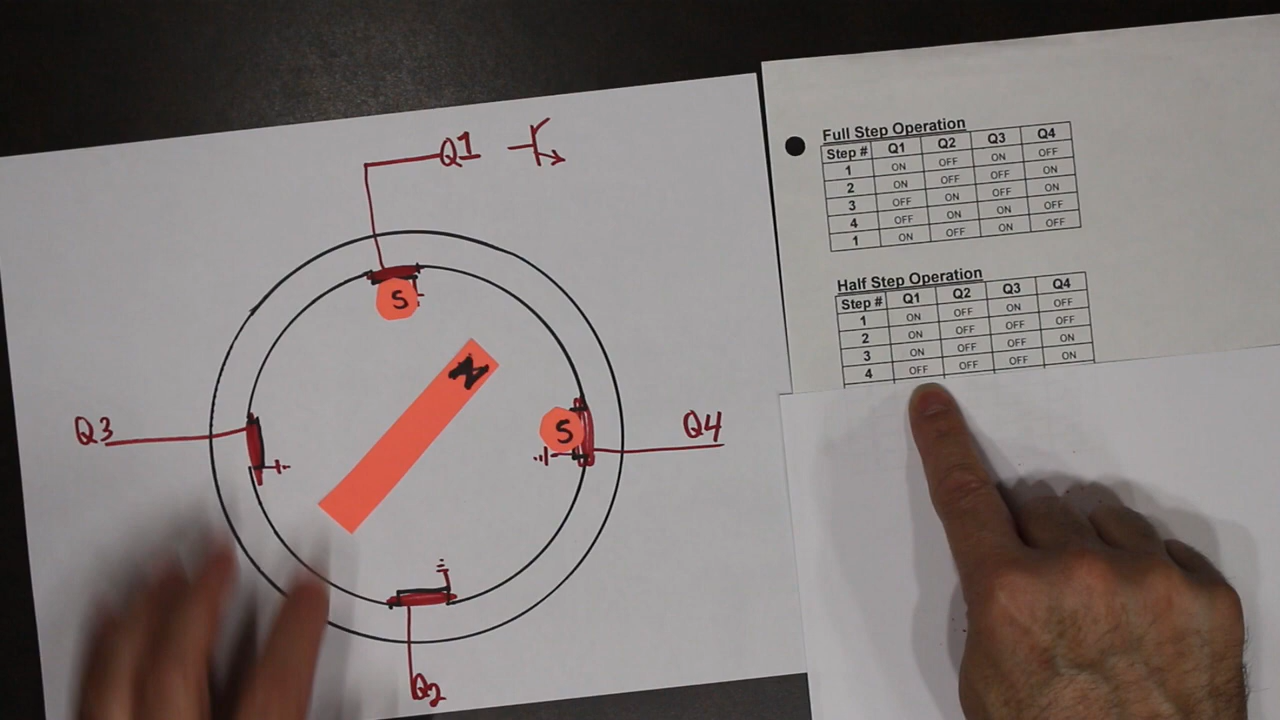 Q1
S
N
Q3
S
Q4
Q2
Full Step Operation
Step # Q1 Q2 Q3 Q4
1 ON OFF ON OFF
2 ON OFF OFF ON
3 OFF ON OFF ON
4 OFF ON ON OFF
1 ON OFF ON OFF
Half Step Operation
Step # Q1 Q2 Q3 Q4
1 ON OFF ON OFF
2 ON OFF OFF OFF
3 ON OFF OFF ON
4 OFF OFF OFF ON